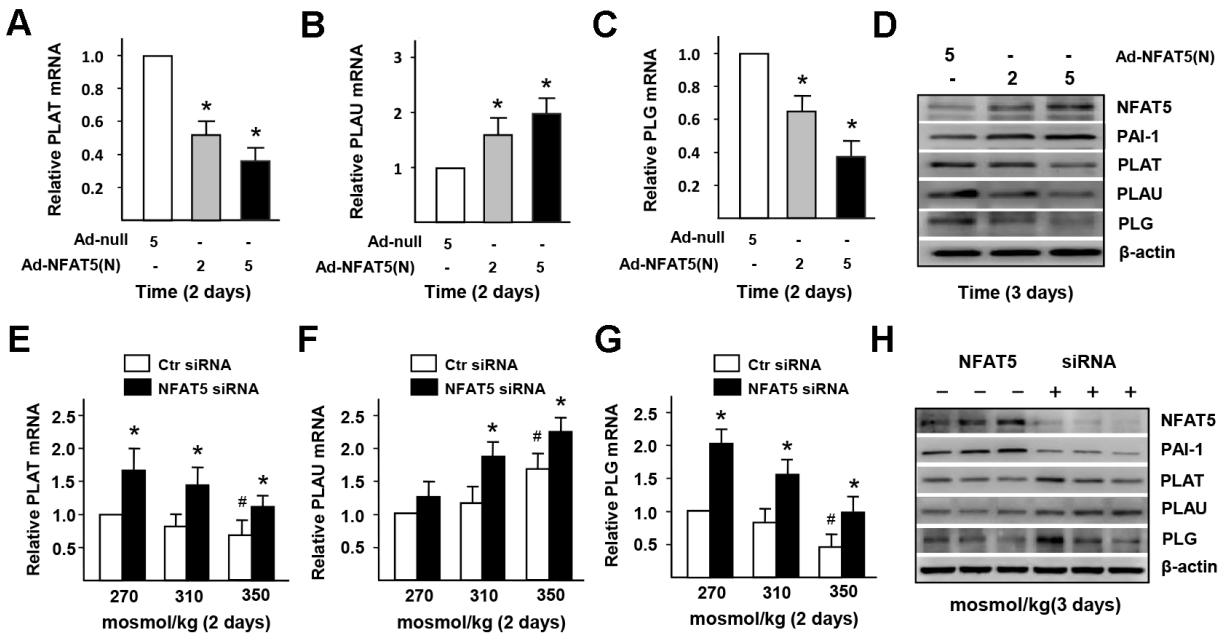 A
Relative PLAT mRNA
1.0
0.8
0.6
0.4
0.2
*
*
Ad-null 5 - -
Ad-NFAT5(N) - 2 5
Time (2 days)
B
Relative PLAU mRNA
3
2
1
*
*
Ad-null 5 - -
Ad-NFAT5(N) - 2 5
Time (2 days)
C
Relative PLG mRNA
1.0
0.8
0.6
0.4
0.2
*
*
Ad-null 5 - -
Ad-NFAT5(N) - 2 5
Time (2 days)
D
5 - - Ad-NFAT5(N)
- 2 5
NFAT5
PAI-1
PLAT
PLAU
PLG
β-actin
Time (3 days)
E
Ctr siRNA
NFAT5 siRNA
Relative PLAT mRNA
2.5
2.0
1.5
1.0
0.5
*
*
#
*
270 310 350
mosmol/kg (2 days)
F
Ctr siRNA
NFAT5 siRNA
Relative PLAU mRNA
2.5
2.0
1.5
1.0
0.5
*
#
*
270 310 350
mosmol/kg (2 days)
G
Ctr siRNA
NFAT5 siRNA
Relative PLG mRNA
2.5
2.0
1.5
1.0
0.5
*
*
#
*
270 310 350
mosmol/kg (2 days)
H
NFAT5 siRNA
– – – + + +
NFAT5
PAI-1
PLAT
PLAU
PLG
β-actin
mosmol/kg(3 days)